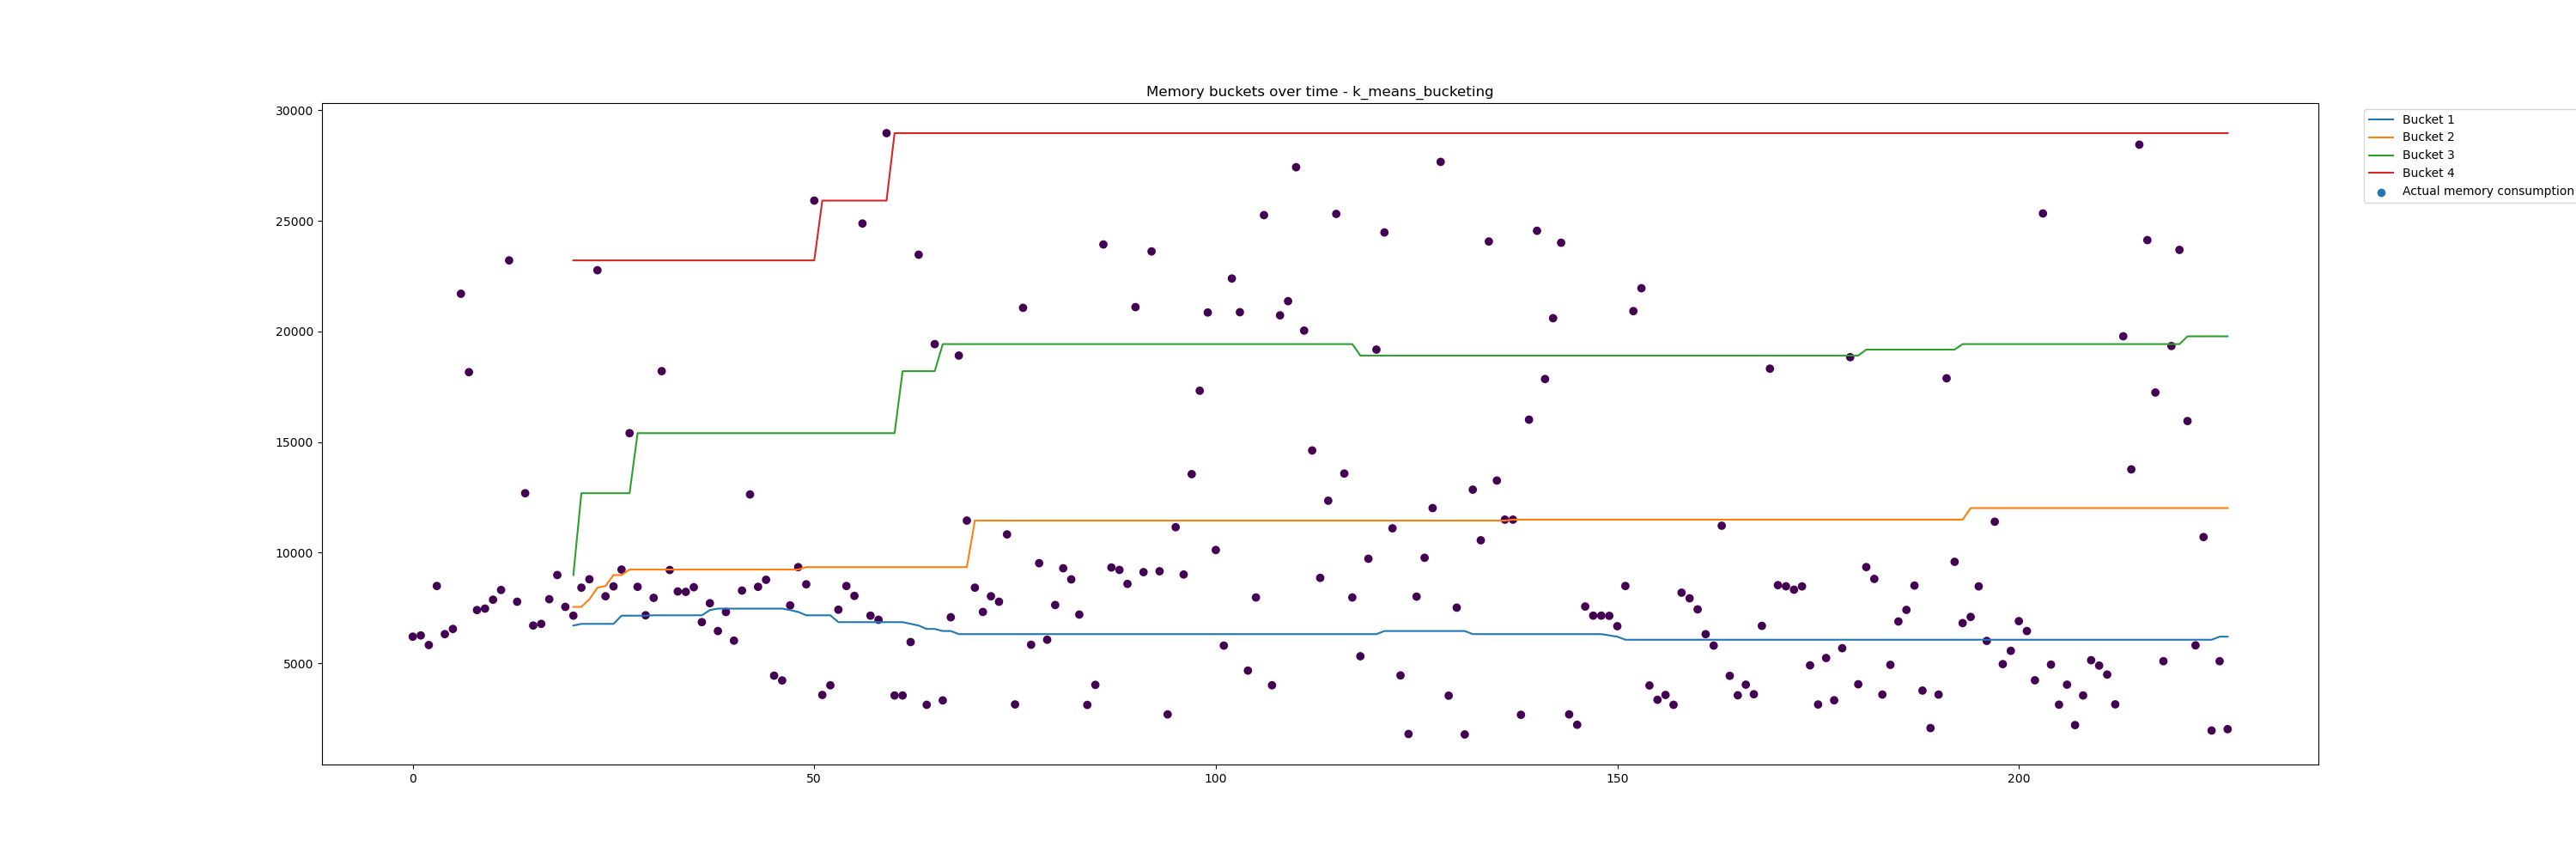 Memory buckets over time - k_means_bucketing
30000
25000
20000
15000
10000
5000
0
50
100
150
200
Bucket 1
Bucket 2
Bucket 3
Bucket 4
Actual memory consumption